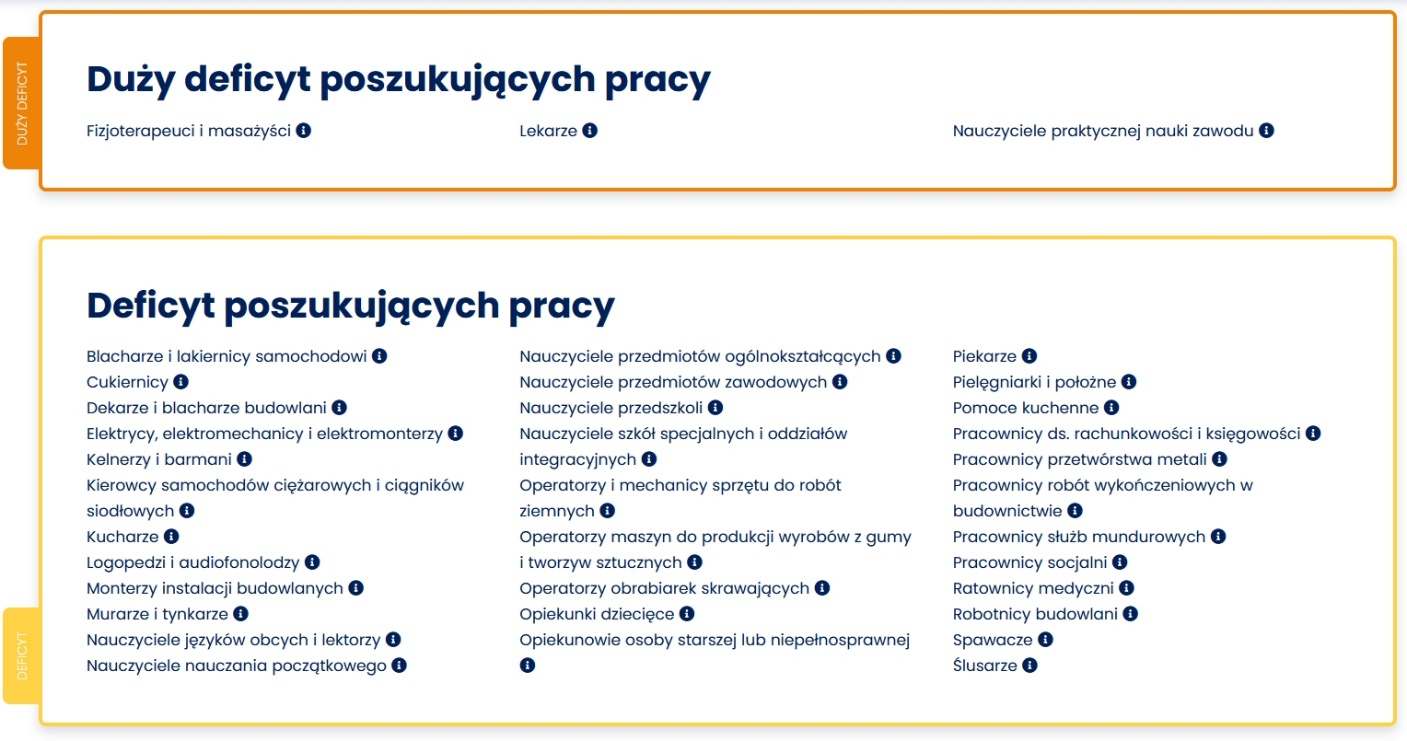 DUŻY DEFICYT
Duży deficyt poszukujących pracy
Fizjoterapeuci i masażyści
Lekarze
Nauczyciele praktycznej nauki zawodu
DEFICYT
Deficyt poszukujących pracy
Blacharze i lakiernicy samochodowi
Cukiernicy
Dekarze i blacharze budowlani
Elektrycy, elektromechanicy i elektromonterzy
Kelnerzy i barmani
Kierowcy samochodów ciężarowych i ciągników
siodłowych
Kucharze
Logopedzi i audiofonolodzy
Monterzy instalacji budowlanych
Murarze i tynkarze
Nauczyciele języków obcych i lektorzy
Nauczyciele nauczania początkowego
Nauczyciele przedmiotów ogólnokształcących
Nauczyciele przedmiotów zawodowych
Nauczyciele przedszkoli
Nauczyciele szkół specjalnych i oddziałów
integracyjnych
Operatorzy i mechanicy sprzętu do robót
ziemnych
Operatorzy maszyn do produkcji wyrobów z gumy
i tworzyw sztucznych
Operatorzy obrabiarek skrawających
Opiekunki dziecięce
Opiekunowie osoby starszej lub niepełnosprawnej
Piekarze
Pielęgniarki i położne
Pomoce kuchenne
Pracownicy ds. rachunkowości i księgowości
Pracownicy przetwórstwa metali
Pracownicy robót wykończeniowych w
budownictwie
Pracownicy służb mundurowych
Pracownicy socjalni
Ratownicy medyczni
Robotnicy budowlani
Spawacze
Ślusarze